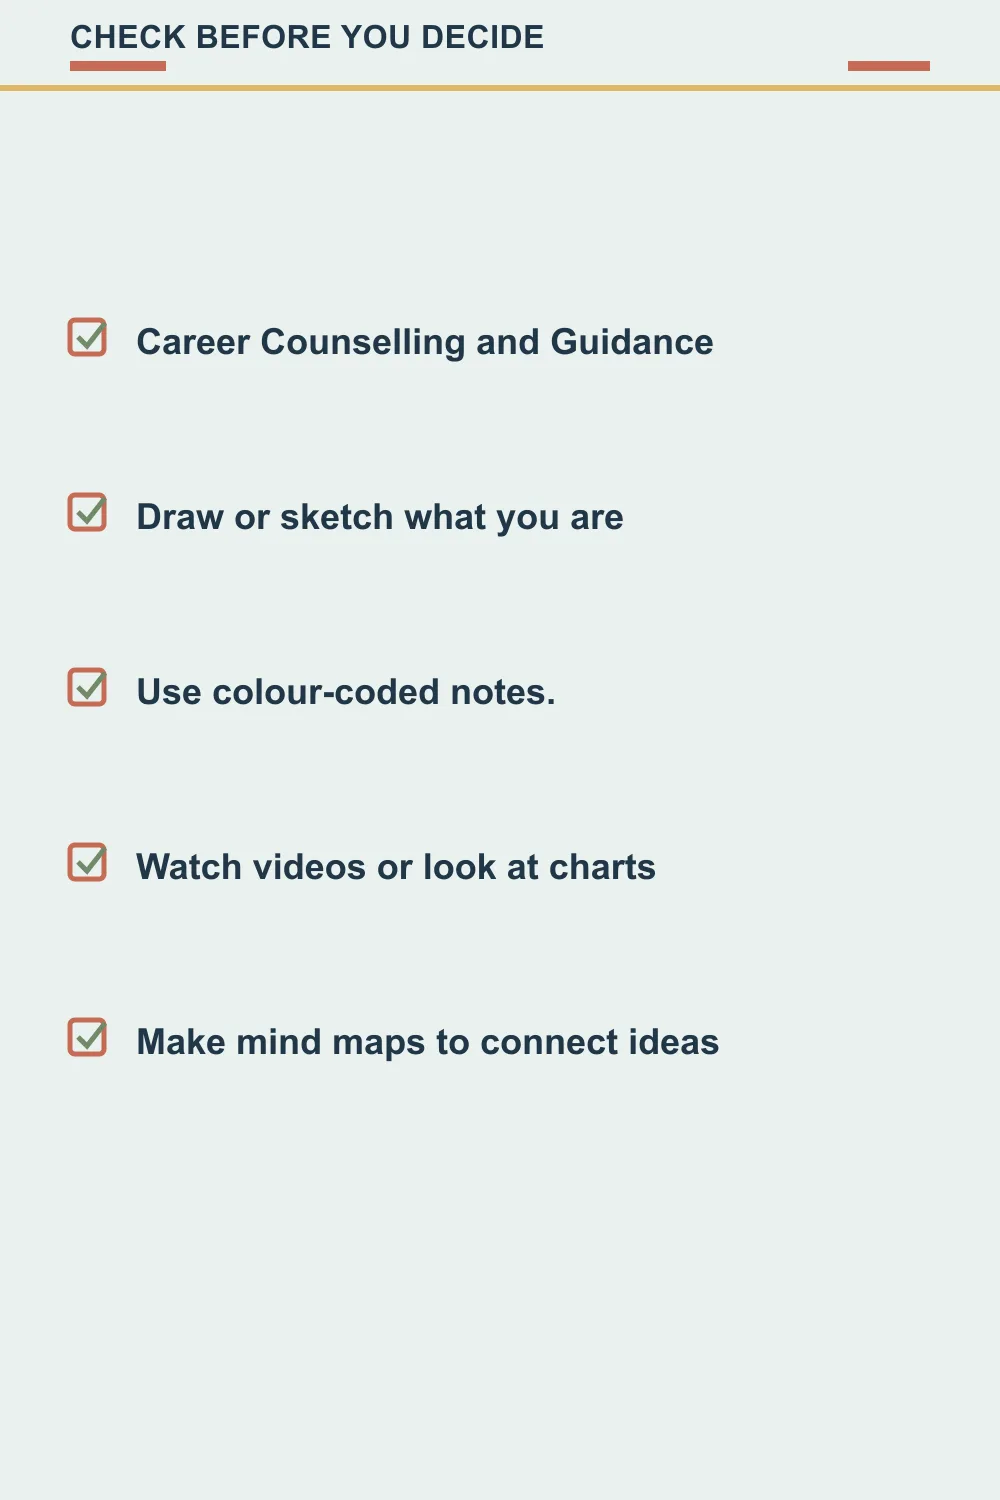 CHECK BEFORE YOU DECIDE
Career Counselling and Guidance
Draw or sketch what you are
Use colour-coded notes.
Watch videos or look at charts
Make mind maps to connect ideas